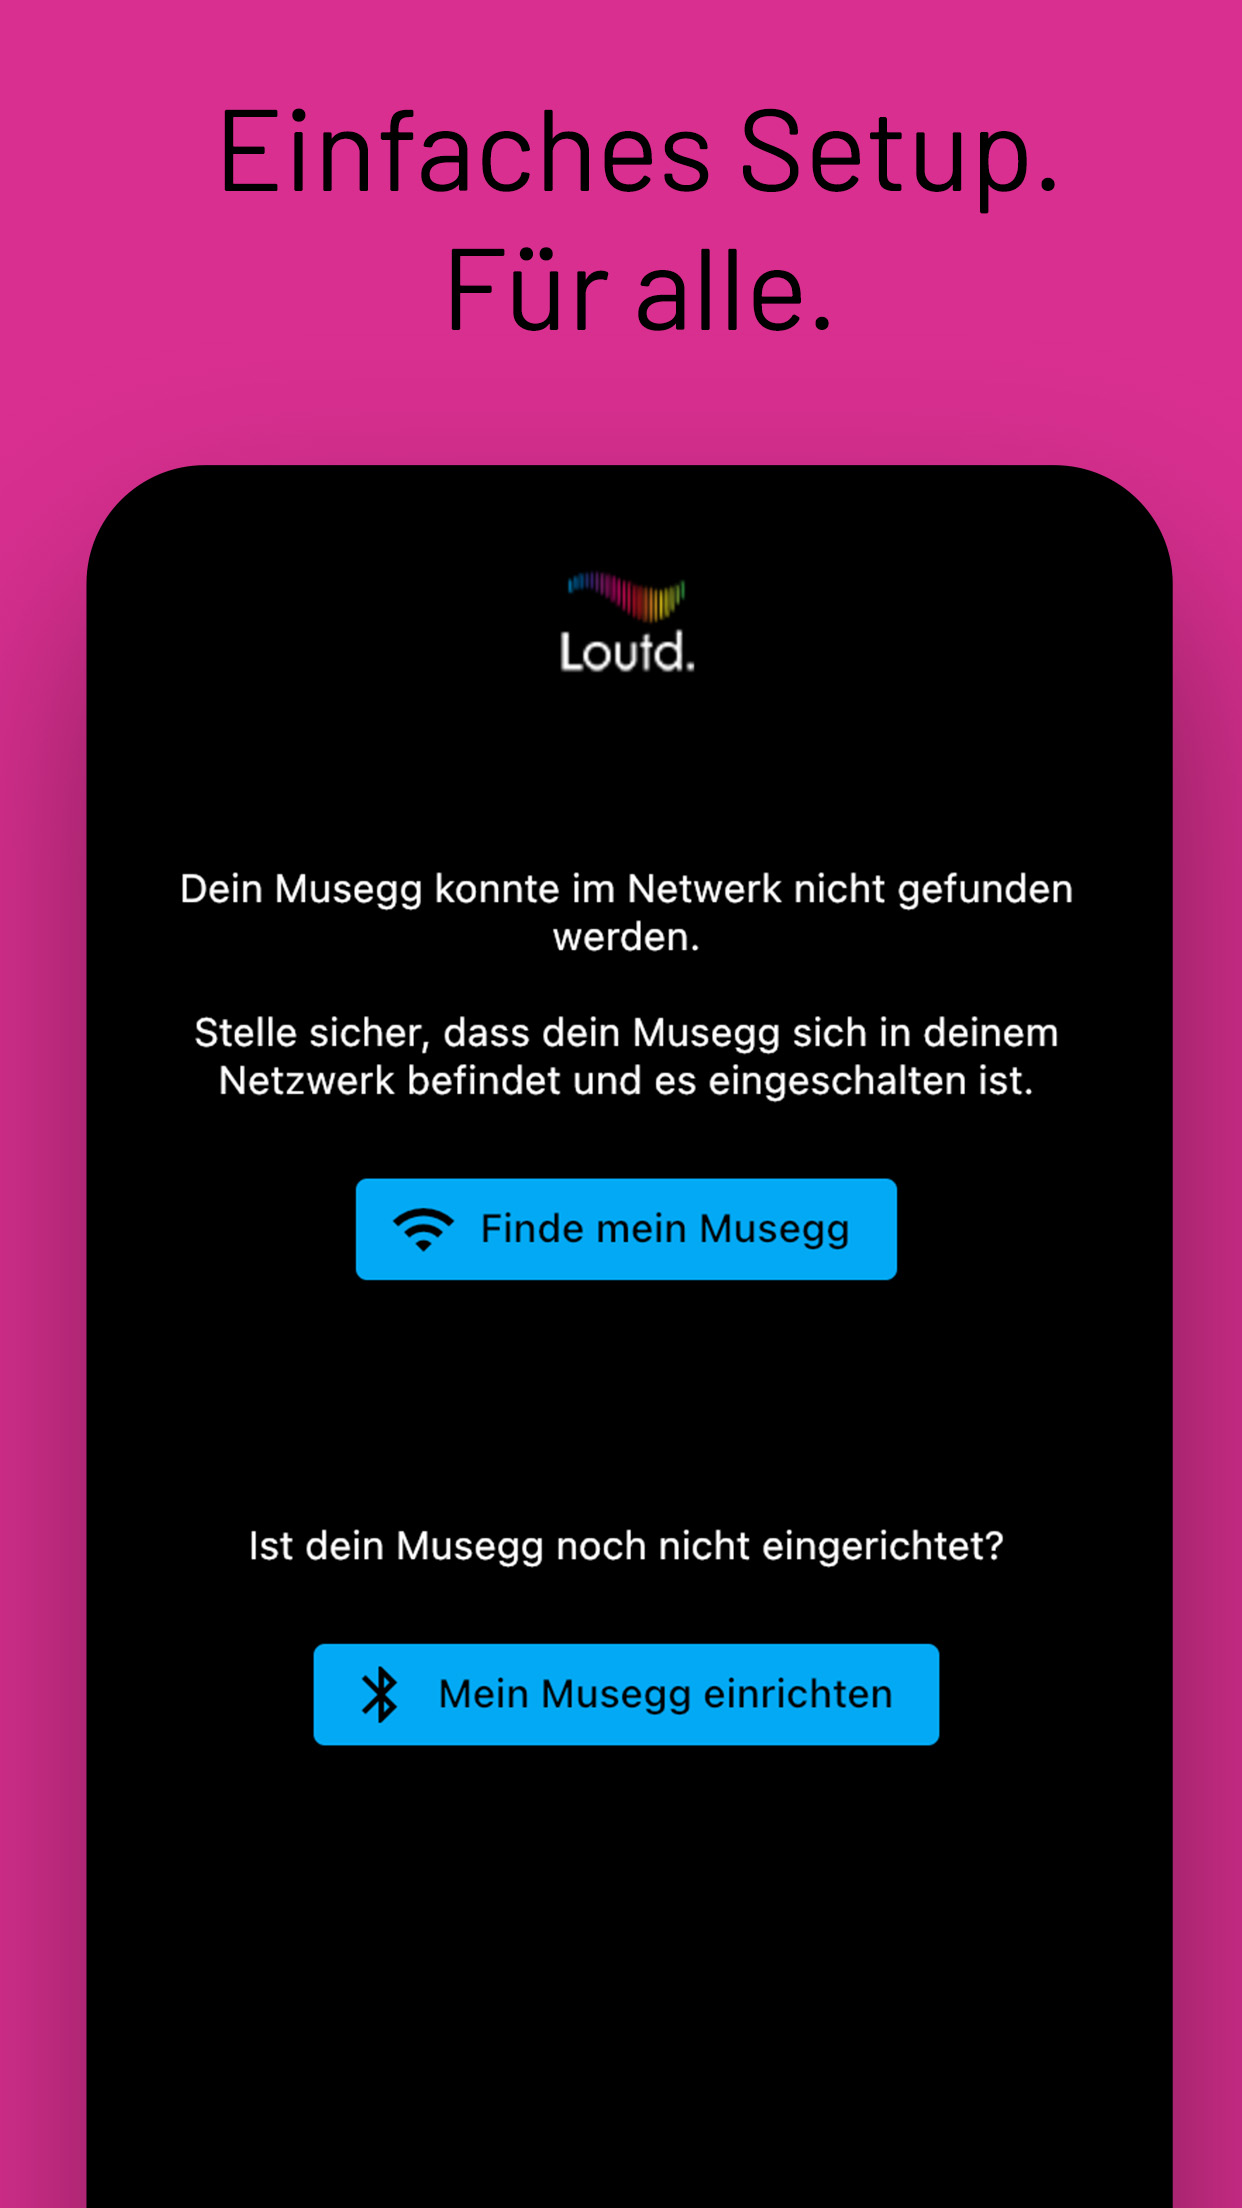 Einfaches Setup.
Für alle.
Loutd.
Dein Musegg konnte im Netwerk nicht gefunden
werden.
Stelle sicher, dass dein Musegg sich in deinem
Netzwerk befindet und es eingeschalten ist.
Finde mein Musegg
Ist dein Musegg noch nicht eingerichtet?
Mein Musegg einrichten